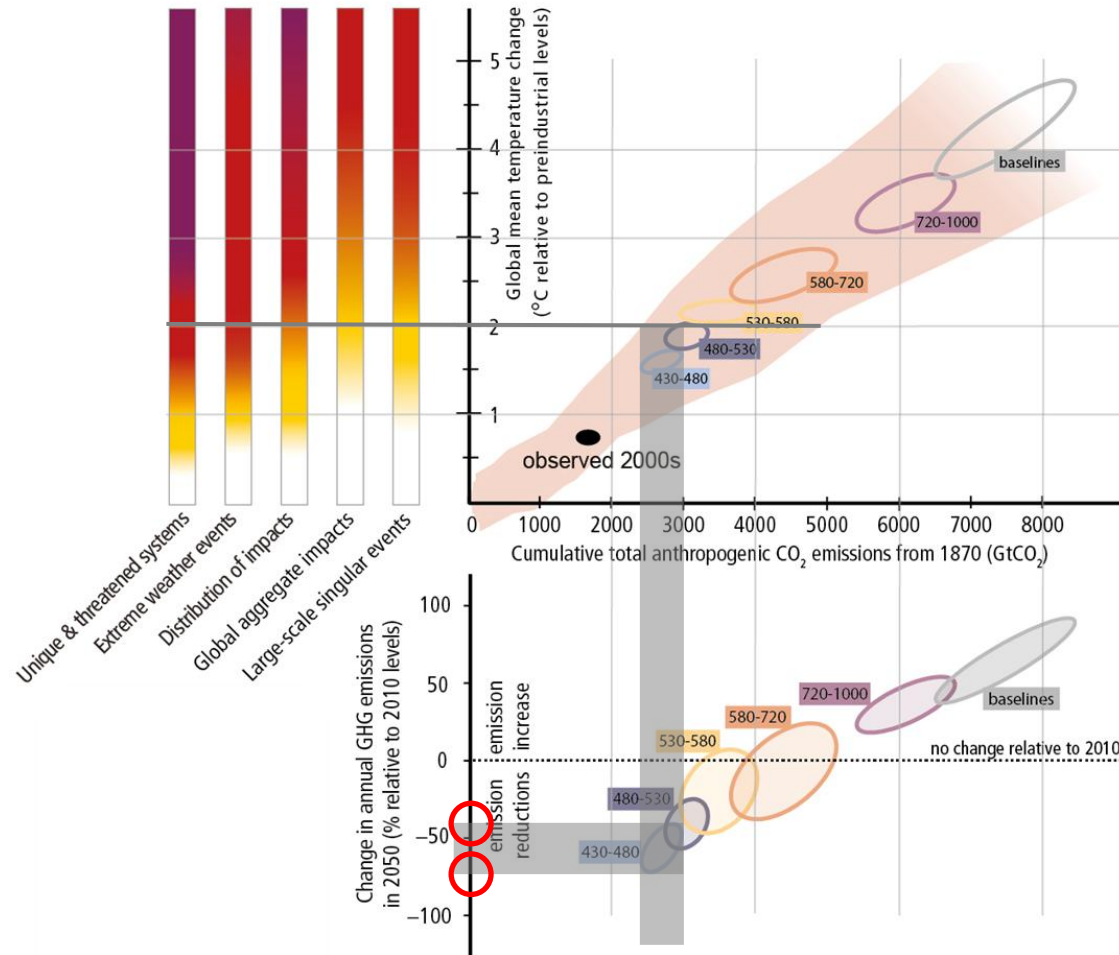 5
4
3
2
1
Global mean temperature change
(°C relative to preindustrial levels)
baselines
720-1000
580-720
530-580
480-530
430-480
observed 2000s
0 1000 2000 3000 4000 5000 6000 7000 8000
Cumulative total anthropogenic CO₂ emissions from 1870 (GtCO₂)
Unique & threatened systems
Extreme weather events
Distribution of impacts
Global aggregate impacts
Large-scale singular events
Change in annual GHG emissions
in 2050 (% relative to 2010 levels)
100
50
0
−50
−100
emission
increase
emission
reductions
720-1000
baselines
580-720
530-580
no change relative to 2010
480-530
430-480